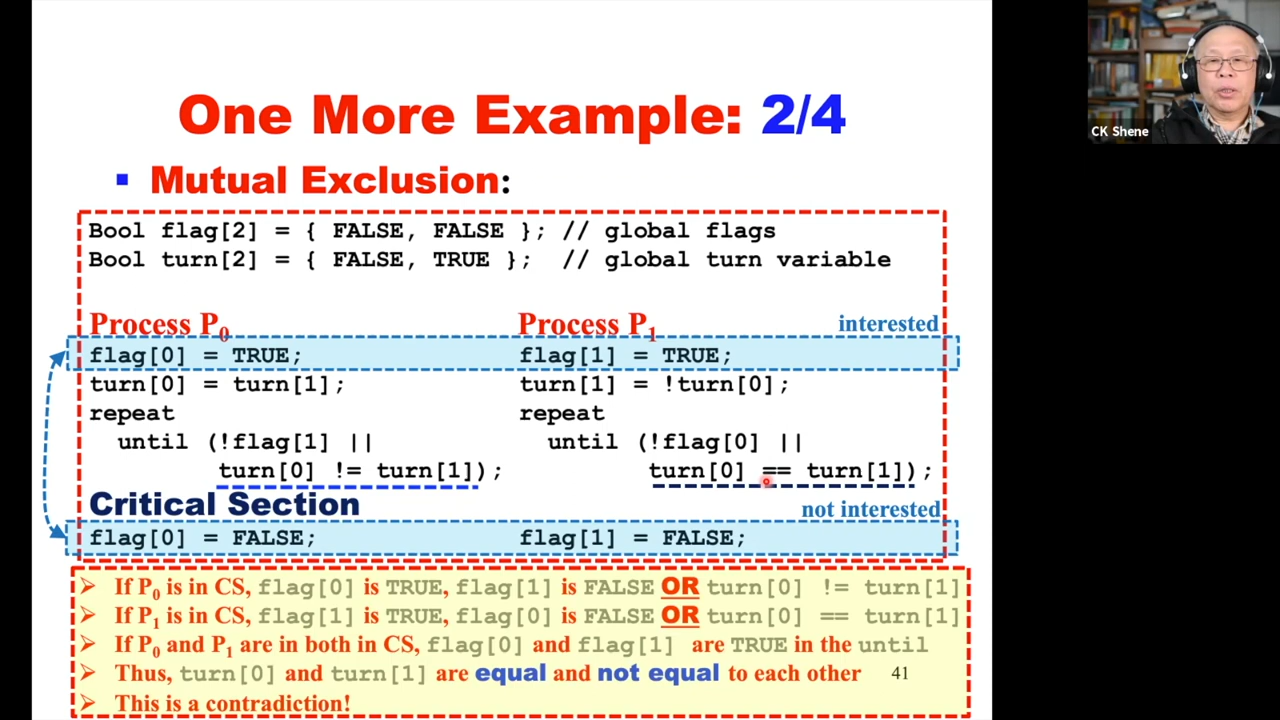 One More Example: 2/4
CK Shene
▪ Mutual Exclusion:
Bool flag[2] = { FALSE, FALSE }; // global flags
Bool turn[2] = { FALSE, TRUE }; // global turn variable
Process P0 Process P1 interested
flag[0] = TRUE; flag[1] = TRUE;
turn[0] = turn[1]; turn[1] = !turn[0];
repeat repeat
until (!flag[1] || until (!flag[0] ||
turn[0] != turn[1]); turn[0] == turn[1]);
Critical Section not interested
flag[0] = FALSE; flag[1] = FALSE;
➢ If P0 is in CS, flag[0] is TRUE, flag[1] is FALSE OR turn[0] != turn[1]
➢ If P1 is in CS, flag[1] is TRUE, flag[0] is FALSE OR turn[0] == turn[1]
➢ If P0 and P1 are in both in CS, flag[0] and flag[1] are TRUE in the until
➢ Thus, turn[0] and turn[1] are equal and not equal to each other 41
➢ This is a contradiction!